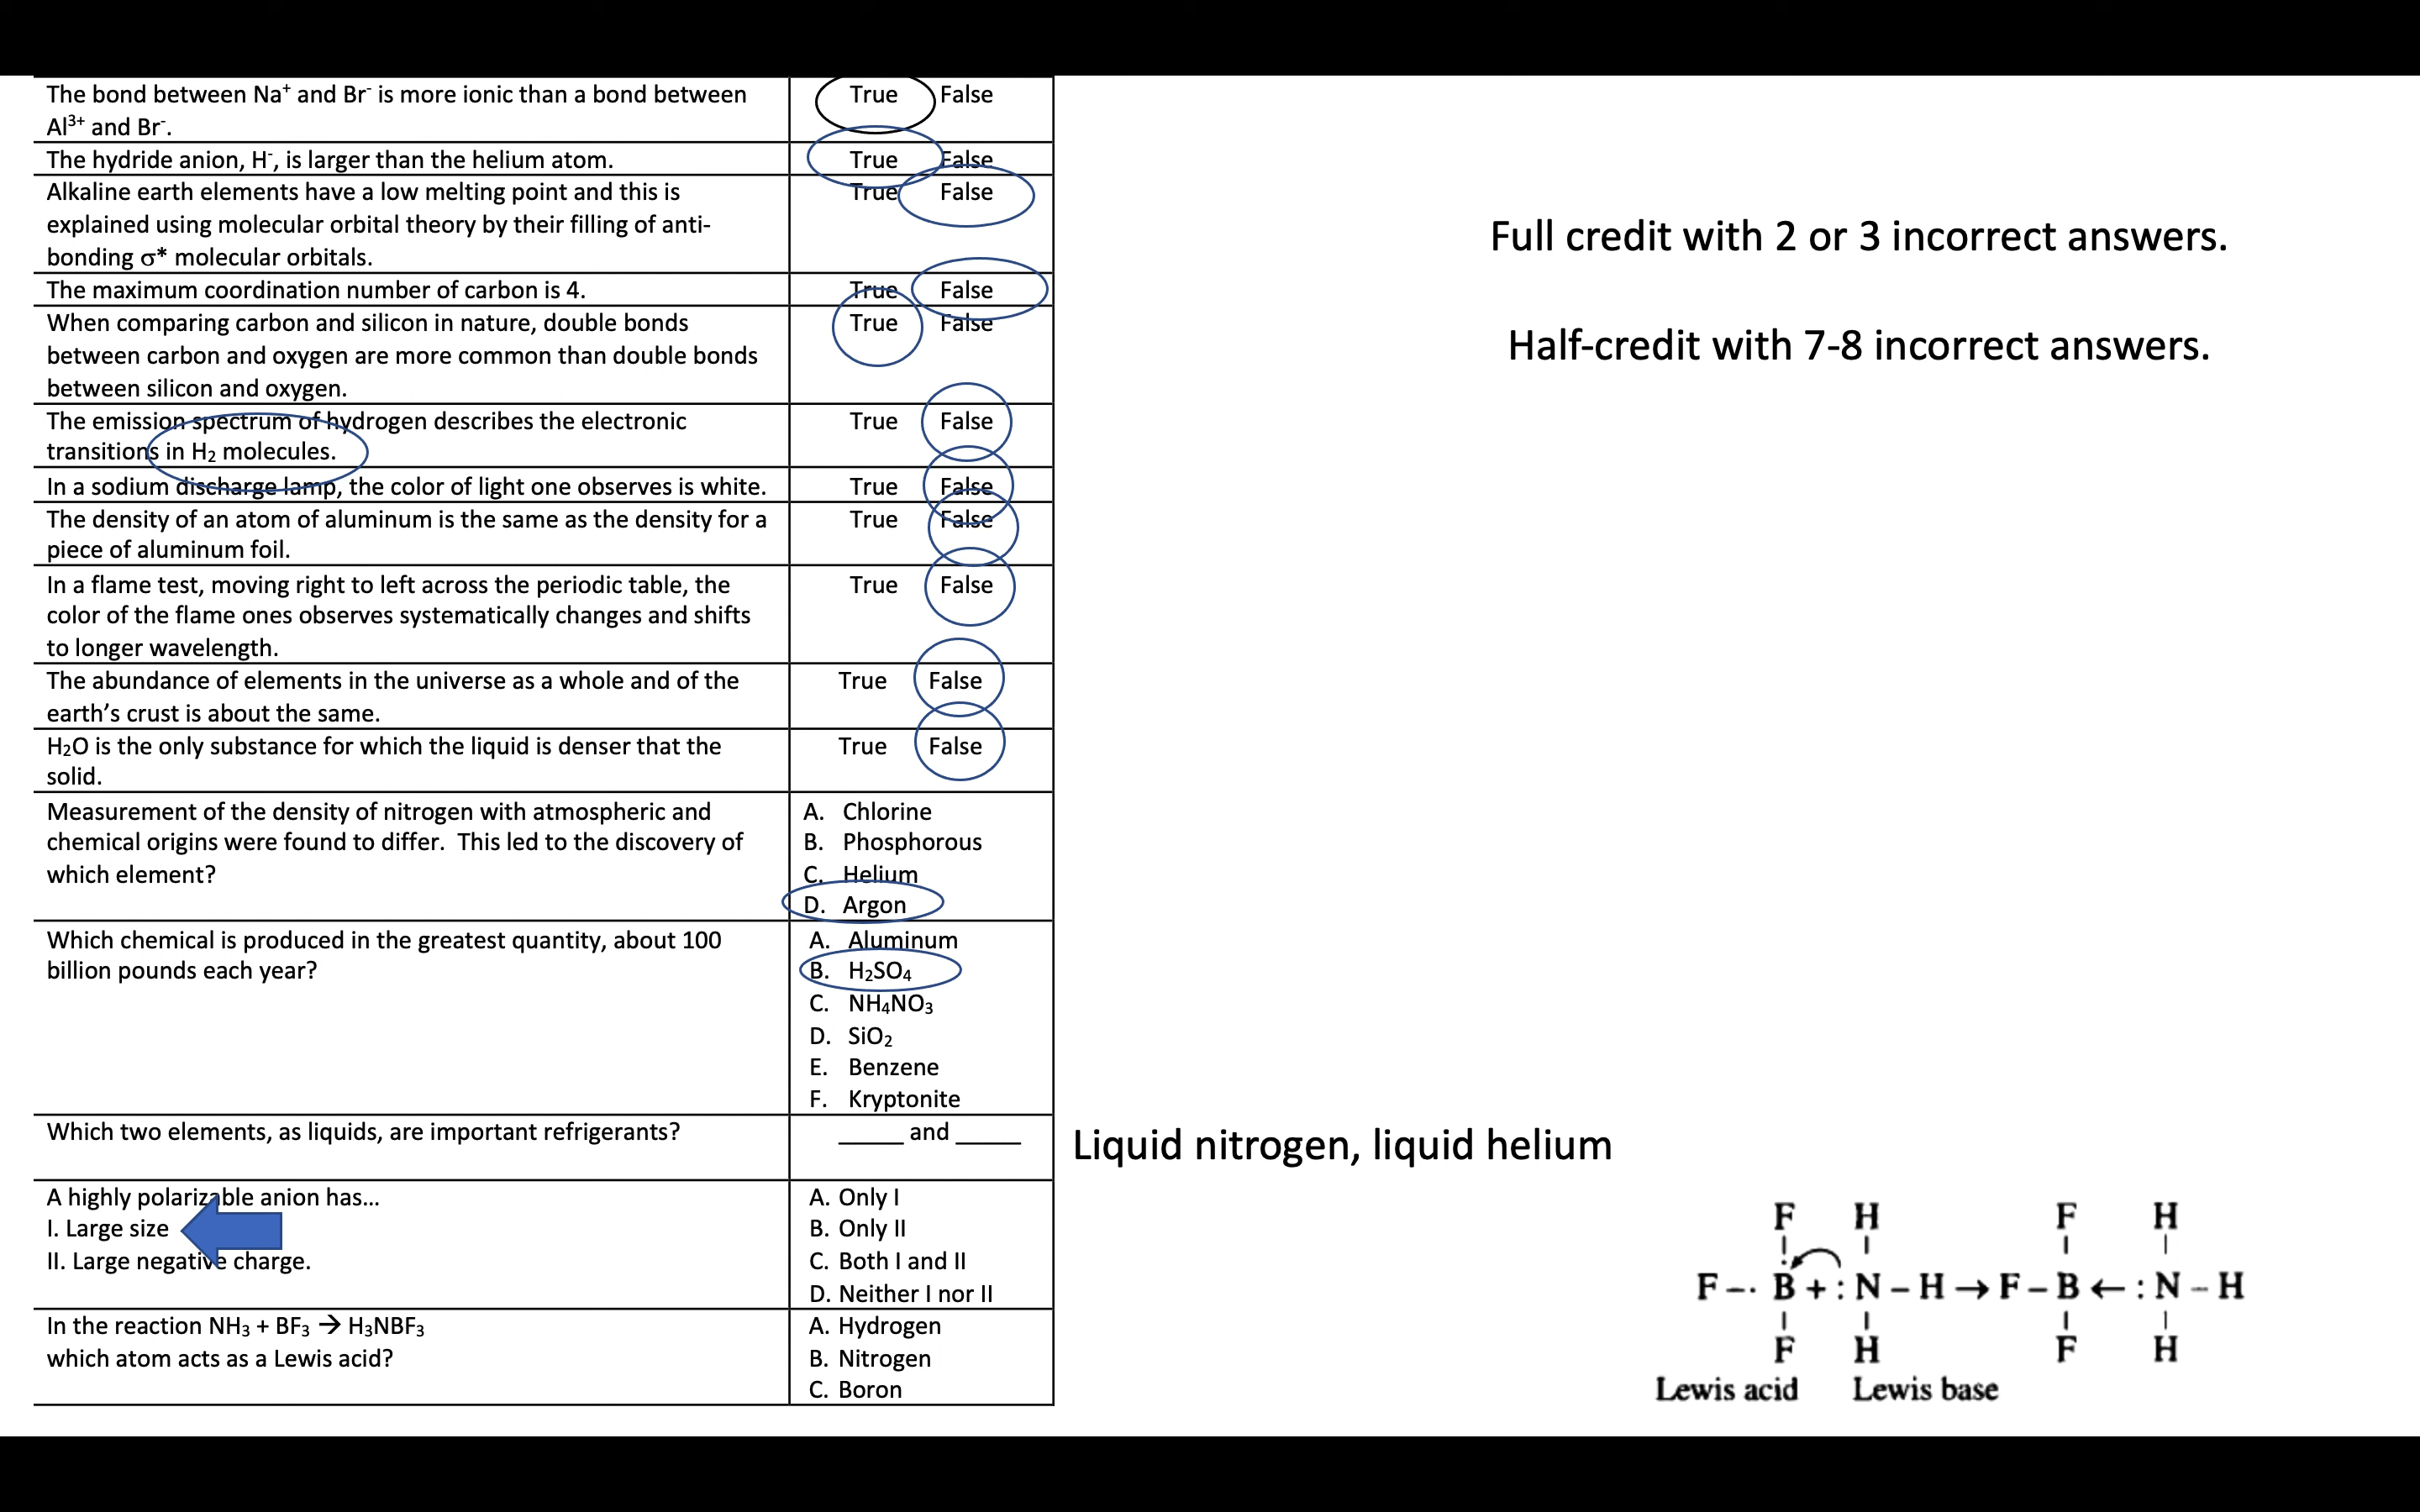 The bond between Na⁺ and Br⁻ is more ionic than a bond between True False
Al³⁺ and Br⁻.
The hydride anion, H⁻, is larger than the helium atom. True False
Alkaline earth elements have a low melting point and this is True False
explained using molecular orbital theory by their filling of anti-
bonding σ* molecular orbitals.
The maximum coordination number of carbon is 4. True False
When comparing carbon and silicon in nature, double bonds True False
between carbon and oxygen are more common than double bonds
between silicon and oxygen.
The emission spectrum of hydrogen describes the electronic True False
transitions in H₂ molecules.
In a sodium discharge lamp, the color of light one observes is white. True False
The density of an atom of aluminum is the same as the density for a True False
piece of aluminum foil.
In a flame test, moving right to left across the periodic table, the True False
color of the flame ones observes systematically changes and shifts
to longer wavelength.
The abundance of elements in the universe as a whole and of the True False
earth's crust is about the same.
H₂O is the only substance for which the liquid is denser that the True False
solid.
Measurement of the density of nitrogen with atmospheric and
chemical origins were found to differ. This led to the discovery of
which element?
A. Chlorine
B. Phosphorous
C. Helium
D. Argon
Which chemical is produced in the greatest quantity, about 100
billion pounds each year?
A. Aluminum
B. H₂SO₄
C. NH₄NO₃
D. SiO₂
E. Benzene
F. Kryptonite
Which two elements, as liquids, are important refrigerants? _____ and _____
A highly polarizable anion has...
I. Large size
II. Large negative charge.
A. Only I
B. Only II
C. Both I and II
D. Neither I nor II
In the reaction NH₃ + BF₃ → H₃NBF₃
which atom acts as a Lewis acid?
A. Hydrogen
B. Nitrogen
C. Boron
Full credit with 2 or 3 incorrect answers.
Half-credit with 7-8 incorrect answers.
Liquid nitrogen, liquid helium
F H F H
F - B + : N - H → F - B ← : N - H
F H F H
Lewis acid Lewis base